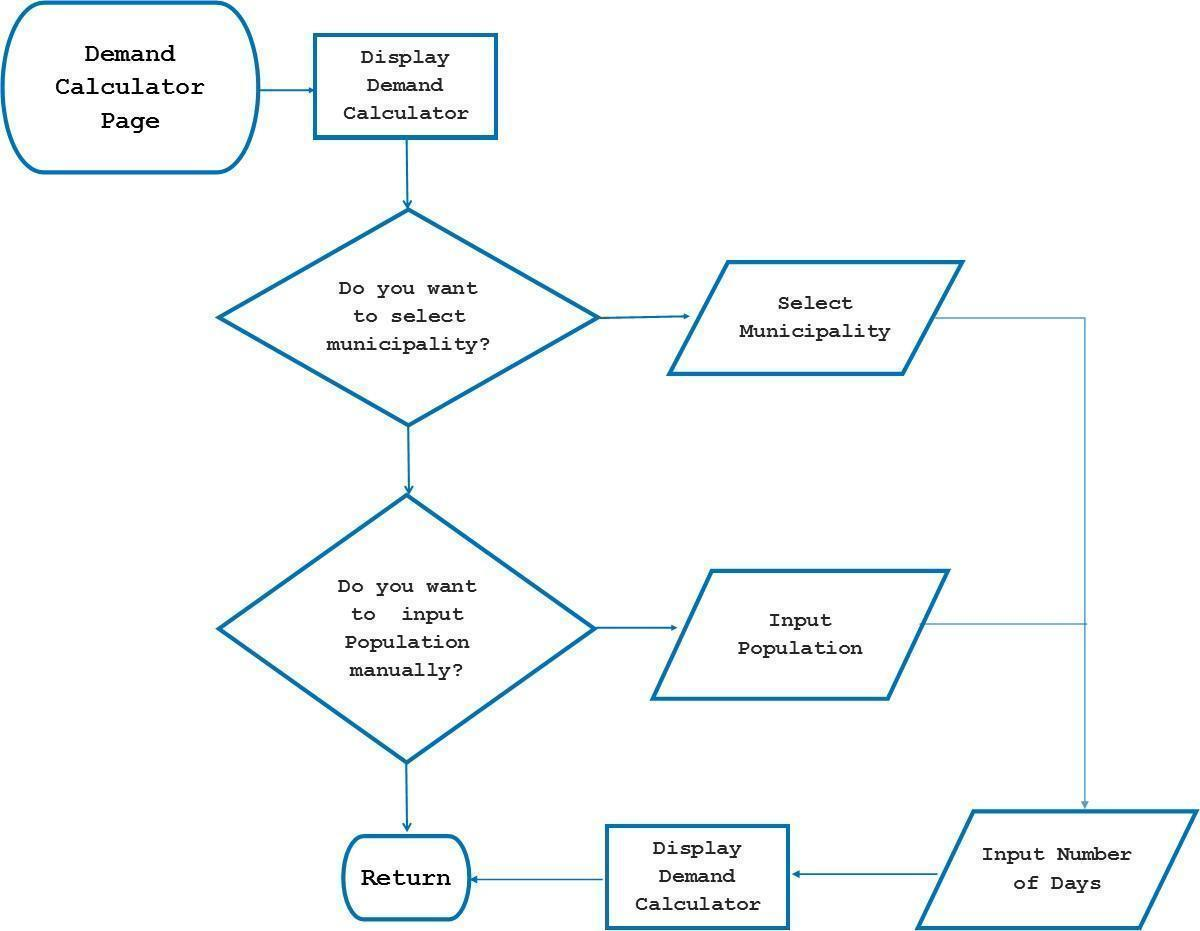 Demand
Calculator
Page
Display
Demand
Calculator
Do you want
to select
municipality?
Select
Municipality
Do you want
to input
Population
manually?
Input
Population
Return
Display
Demand
Calculator
Input Number
of Days